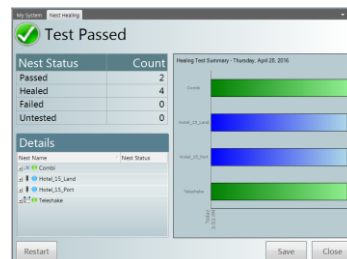 My System Nest Healing
Test Passed
Nest Status Count
Passed 2
Healed 4
Failed 0
Untested 0
Details
Nest Name Nest Status
Combi
Hotel_15_Land
Hotel_15_Port
Teleshake
Healing Test Summary - Thursday, April 28, 2016
Combi
Hotel_15_Land
Hotel_15_Port
Teleshake
Today
Restart Save Close